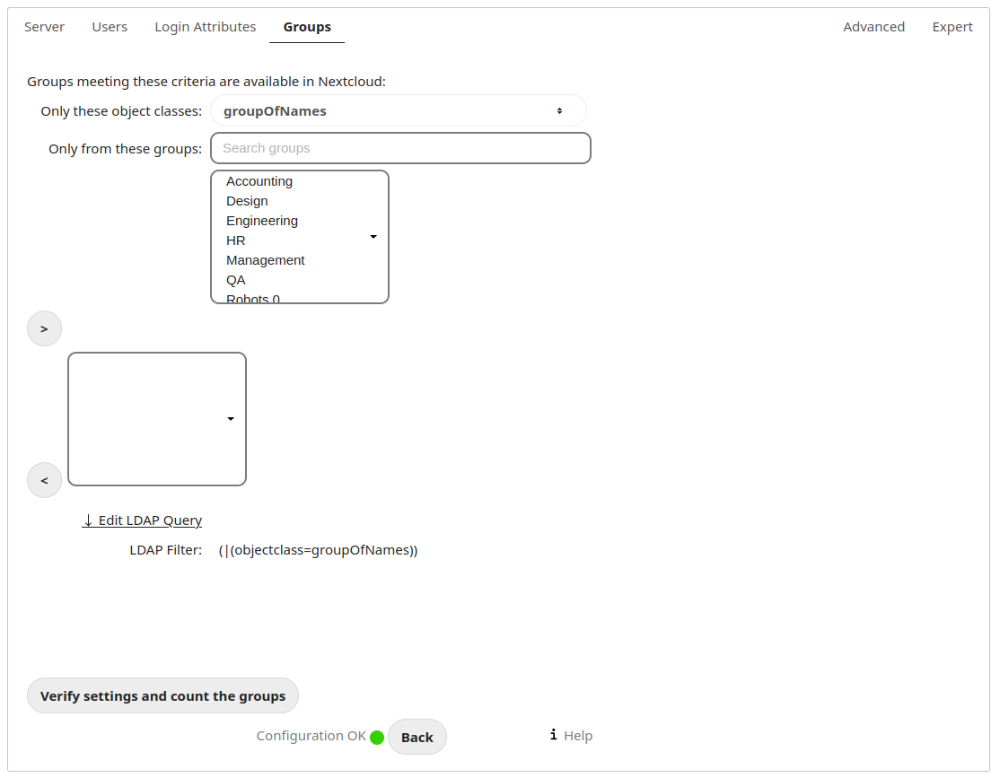 Server Users Login Attributes Groups Advanced Expert
Groups meeting these criteria are available in Nextcloud:
Only these object classes: groupOfNames
Only from these groups: Search groups
Accounting
Design
Engineering
HR
Management
QA
Robots 0
>
<
↓ Edit LDAP Query
LDAP Filter: (|(objectclass=groupOfNames))
Verify settings and count the groups
Configuration OK Back i Help